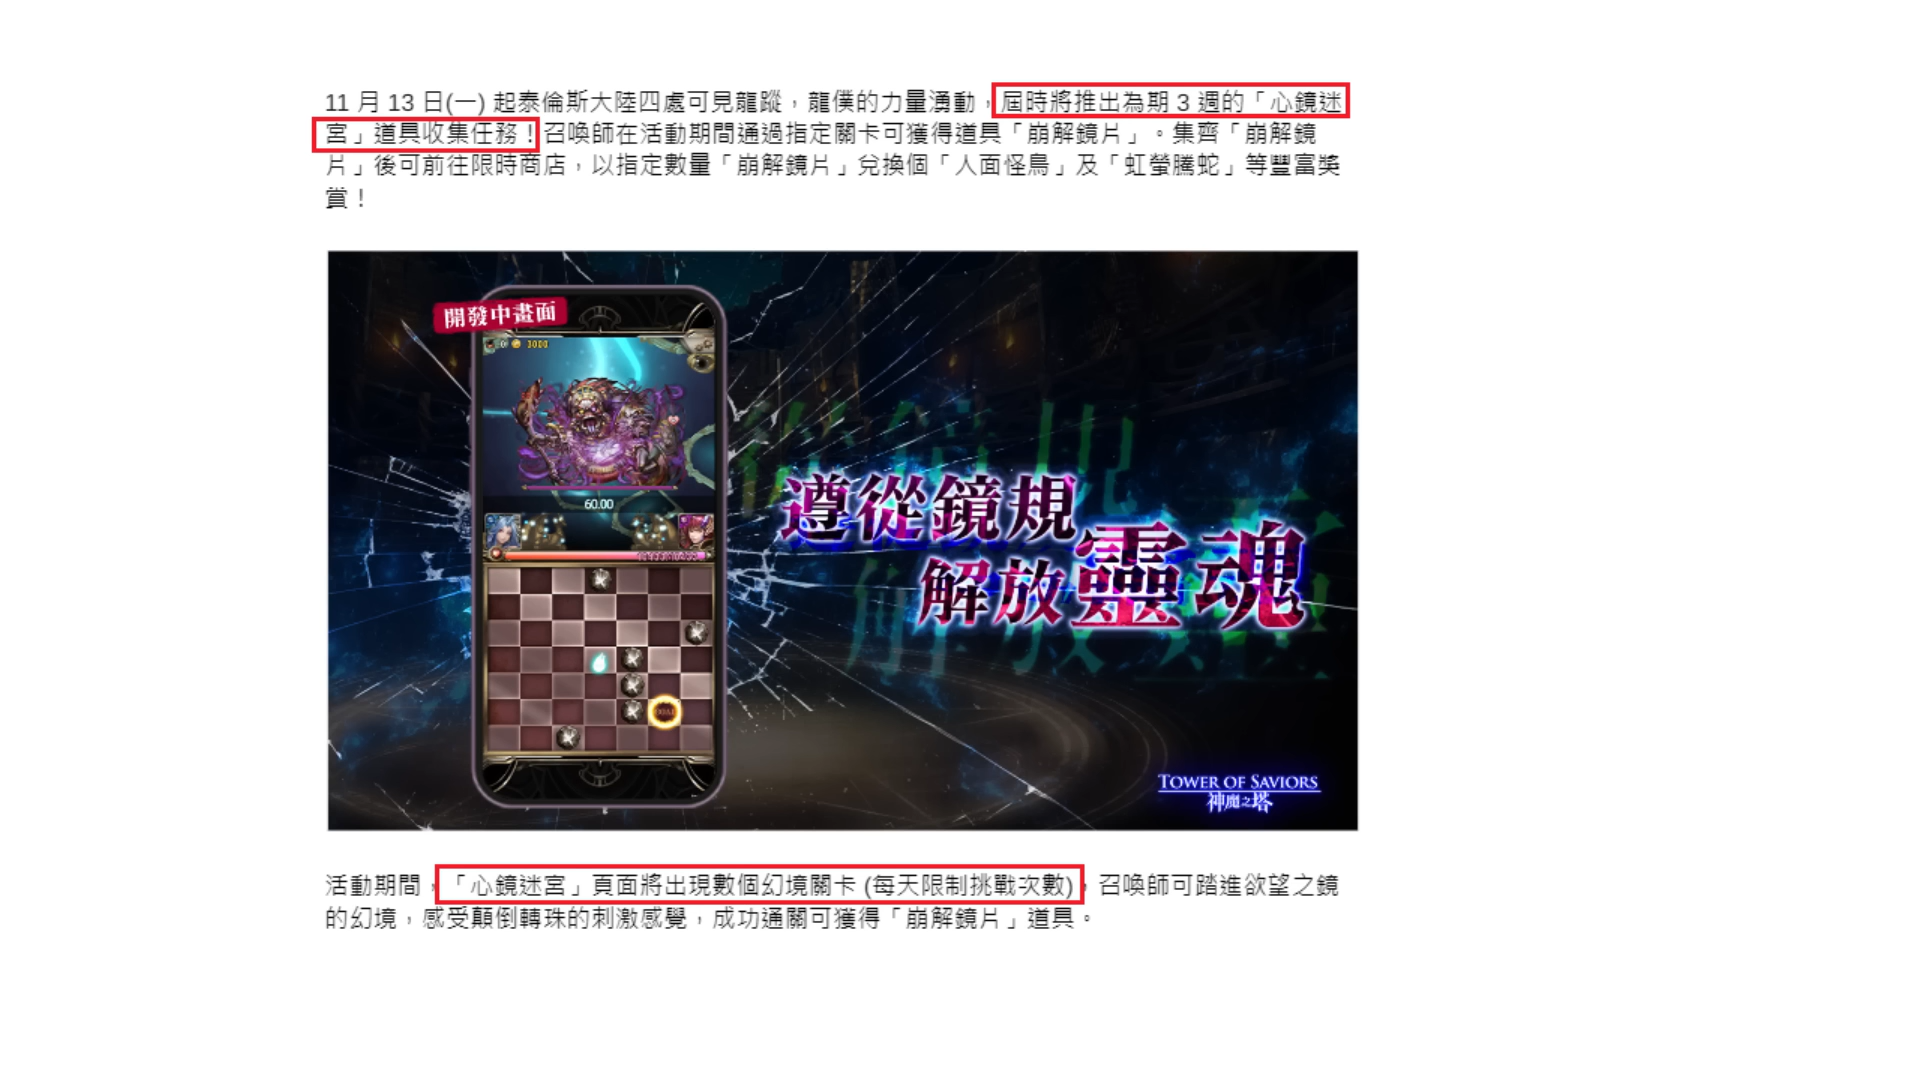 11 月 13 日(一) 起泰倫斯大陸四處可見龍蹤，龍僕的力量湧動，屆時將推出為期 3 週的「心鏡迷
宮」道具收集任務！召喚師在活動期間通過指定關卡可獲得道具「崩解鏡片」。集齊「崩解鏡
片」後可前往限時商店，以指定數量「崩解鏡片」兌換個「人面怪鳥」及「虹螢騰蛇」等豐富獎
賞！
開發中畫面
0 3000
60.00
遵從鏡規
解放靈魂
TOWER OF SAVIORS
神魔之塔
活動期間，「心鏡迷宮」頁面將出現數個幻境關卡 (每天限制挑戰次數)，召喚師可踏進欲望之鏡
的幻境，感受顛倒轉珠的刺激感覺，成功通關可獲得「崩解鏡片」道具。